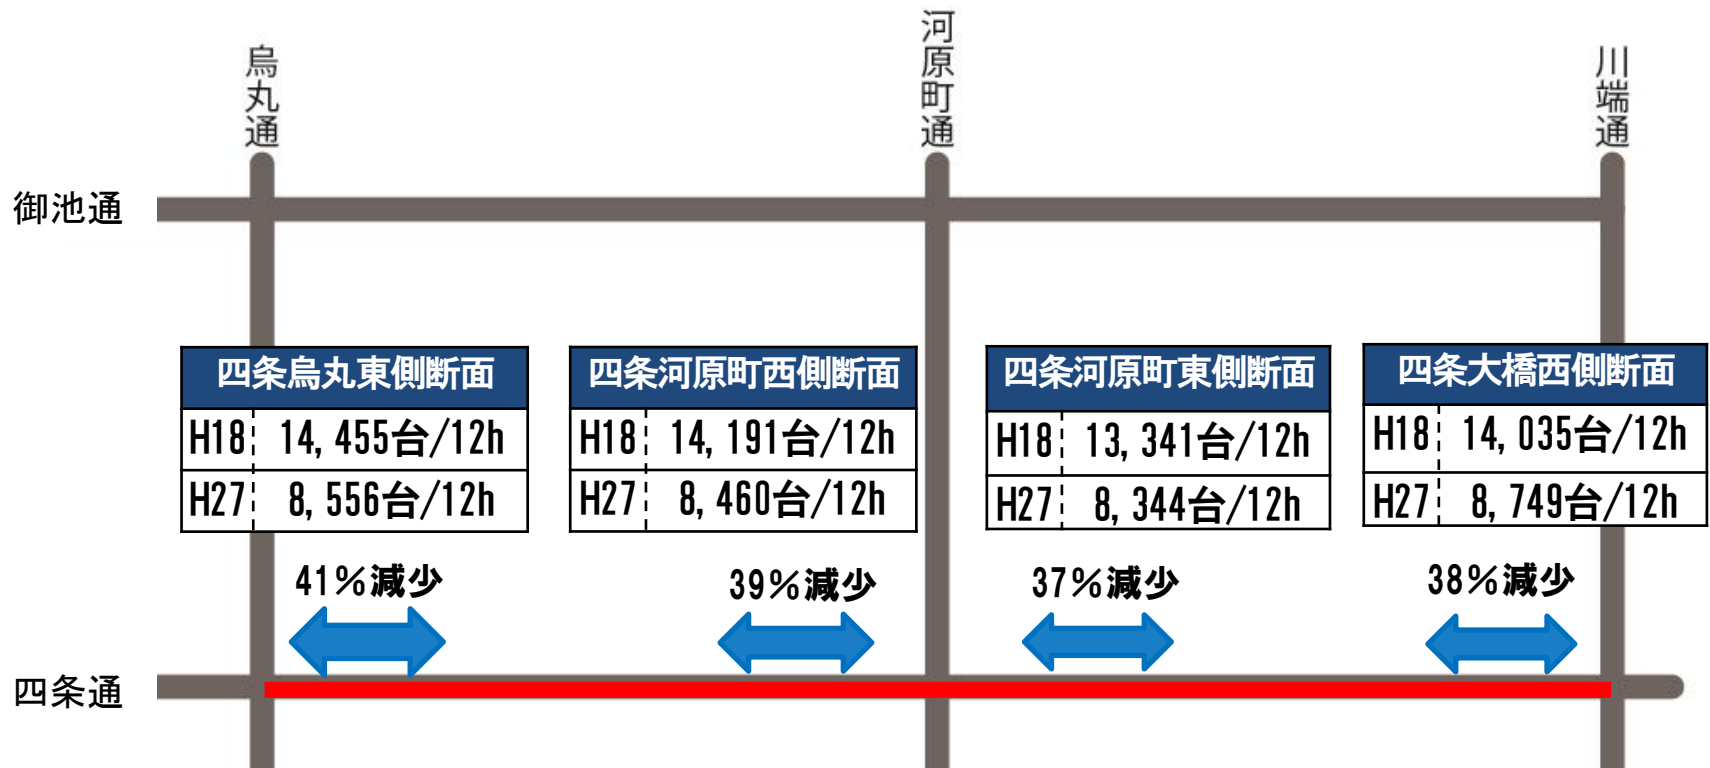 烏丸通
河原町通
川端通
御池通
四条烏丸東側断面
H18 14,455台/12h
H27 8,556台/12h
41%減少
四条河原町西側断面
H18 14,191台/12h
H27 8,460台/12h
39%減少
四条河原町東側断面
H18 13,341台/12h
H27 8,344台/12h
37%減少
四条大橋西側断面
H18 14,035台/12h
H27 8,749台/12h
38%減少
四条通